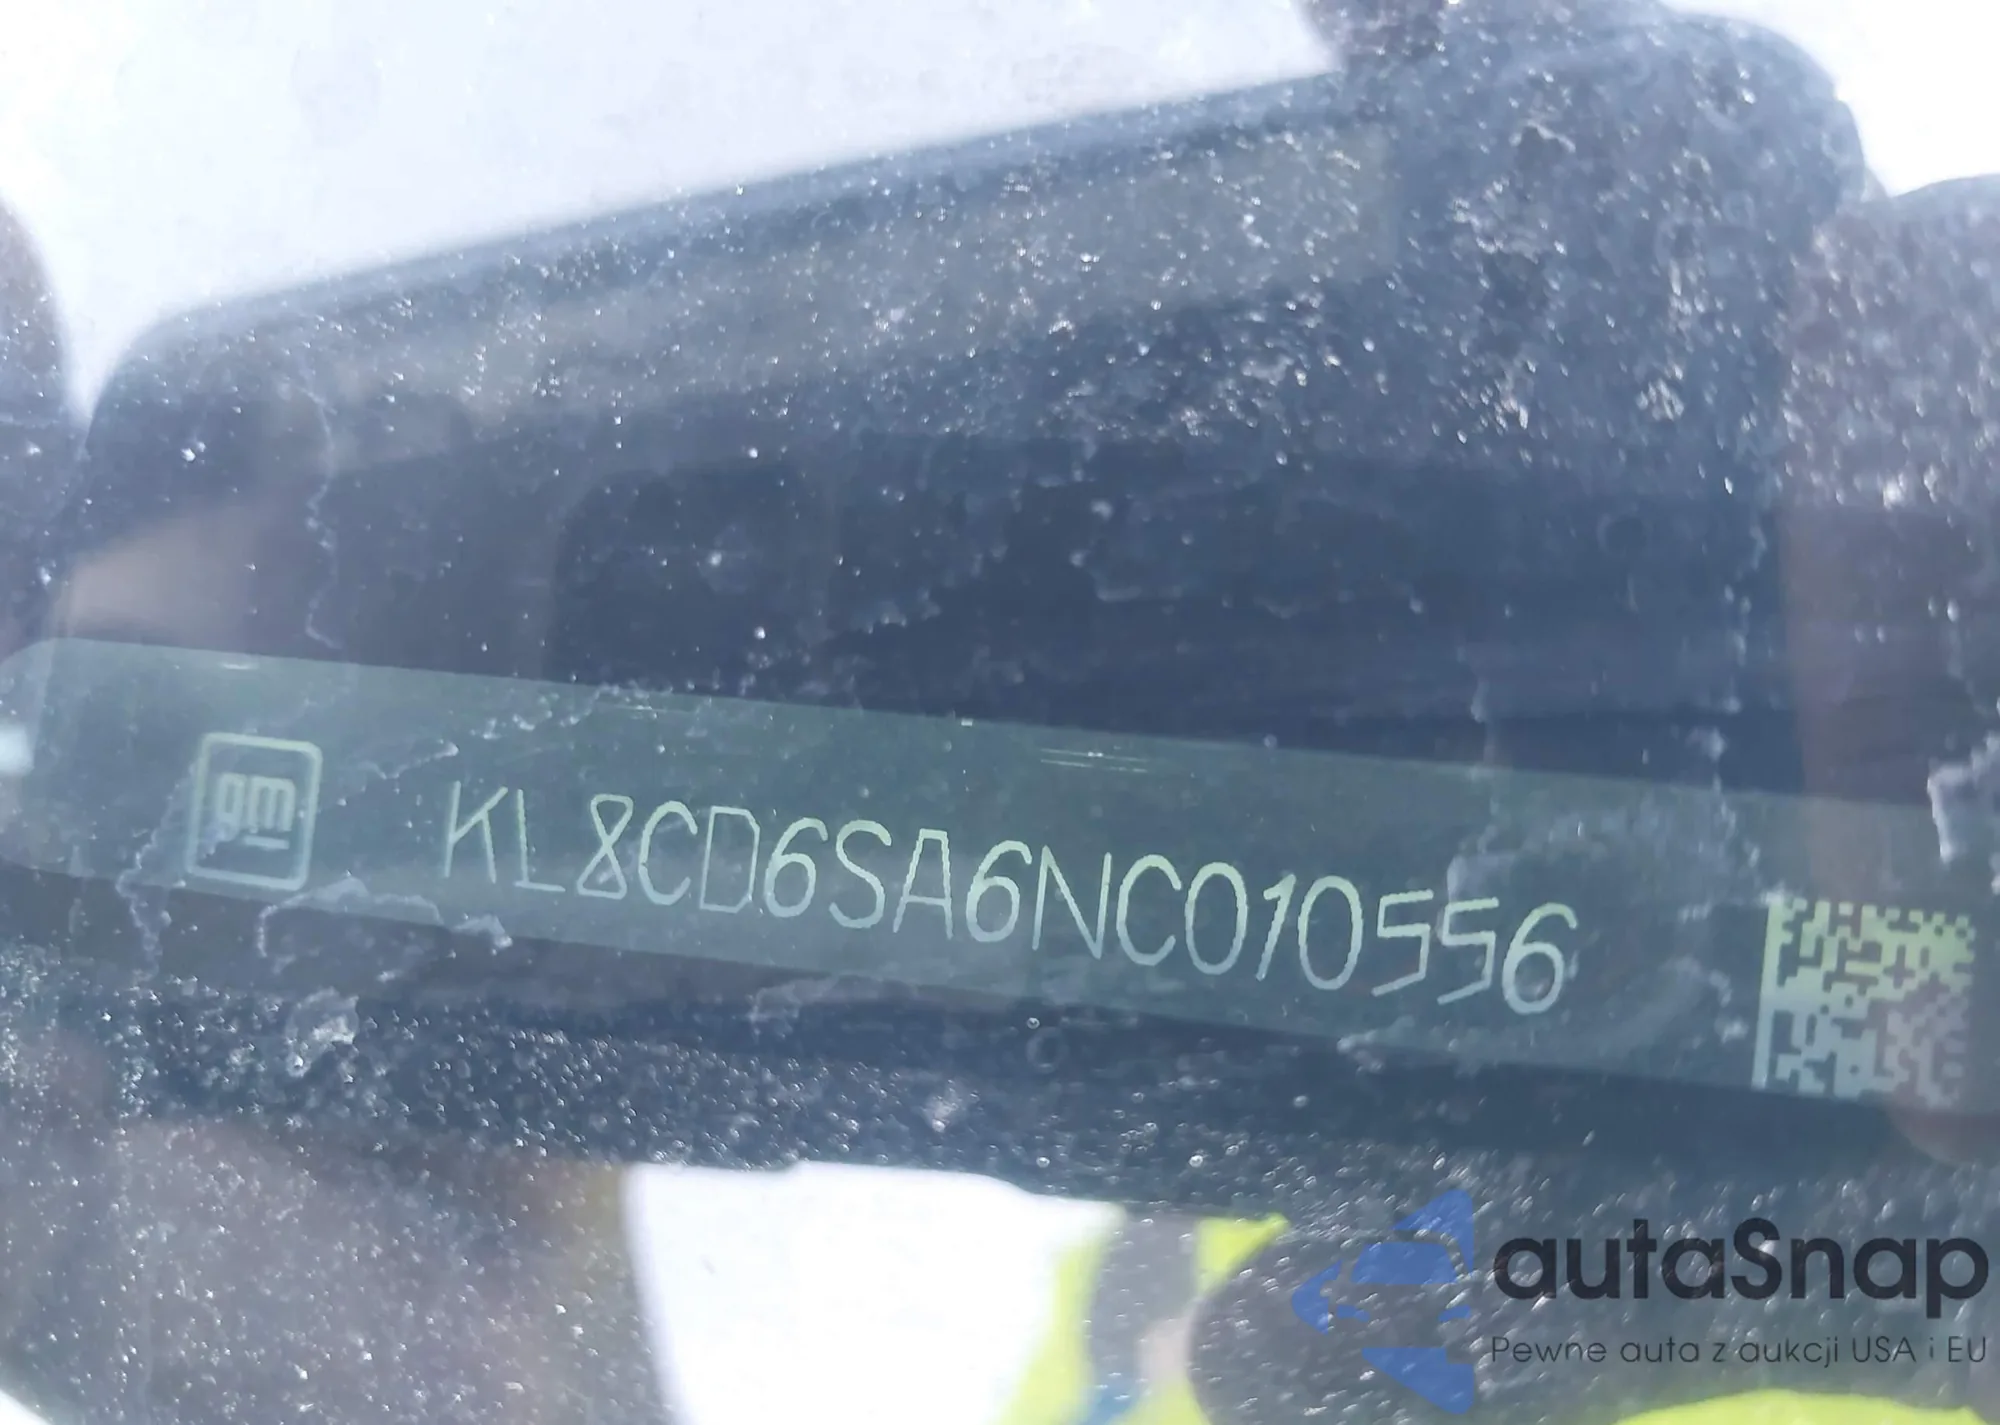 gm
KL8CD6SA6NC010556
autaSnap
Pewne auta z aukcji USA i EU